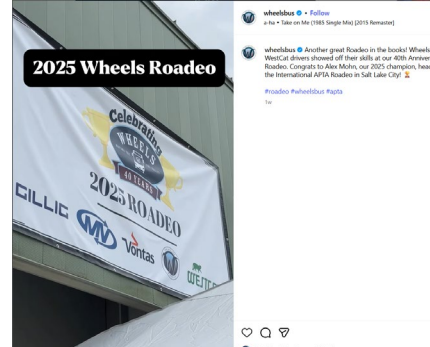 2025 Wheels Roadeo
Celebrating
WHEELS
40 YEARS
2025 ROADEO
GILLIG
MV
Vontas
wheelsbus • Follow
a-ha • Take on Me (1985 Single Mix) [2015 Remaster]
wheelsbus Another great Roadeo in the books! Wheels
WestCat drivers showed off their skills at our 40th Anniver
Roadeo. Congrats to Alex Mohn, our 2025 champion, head
the International APTA Roadeo in Salt Lake City! 🏆
#roadeo #wheelsbus #apta
1w